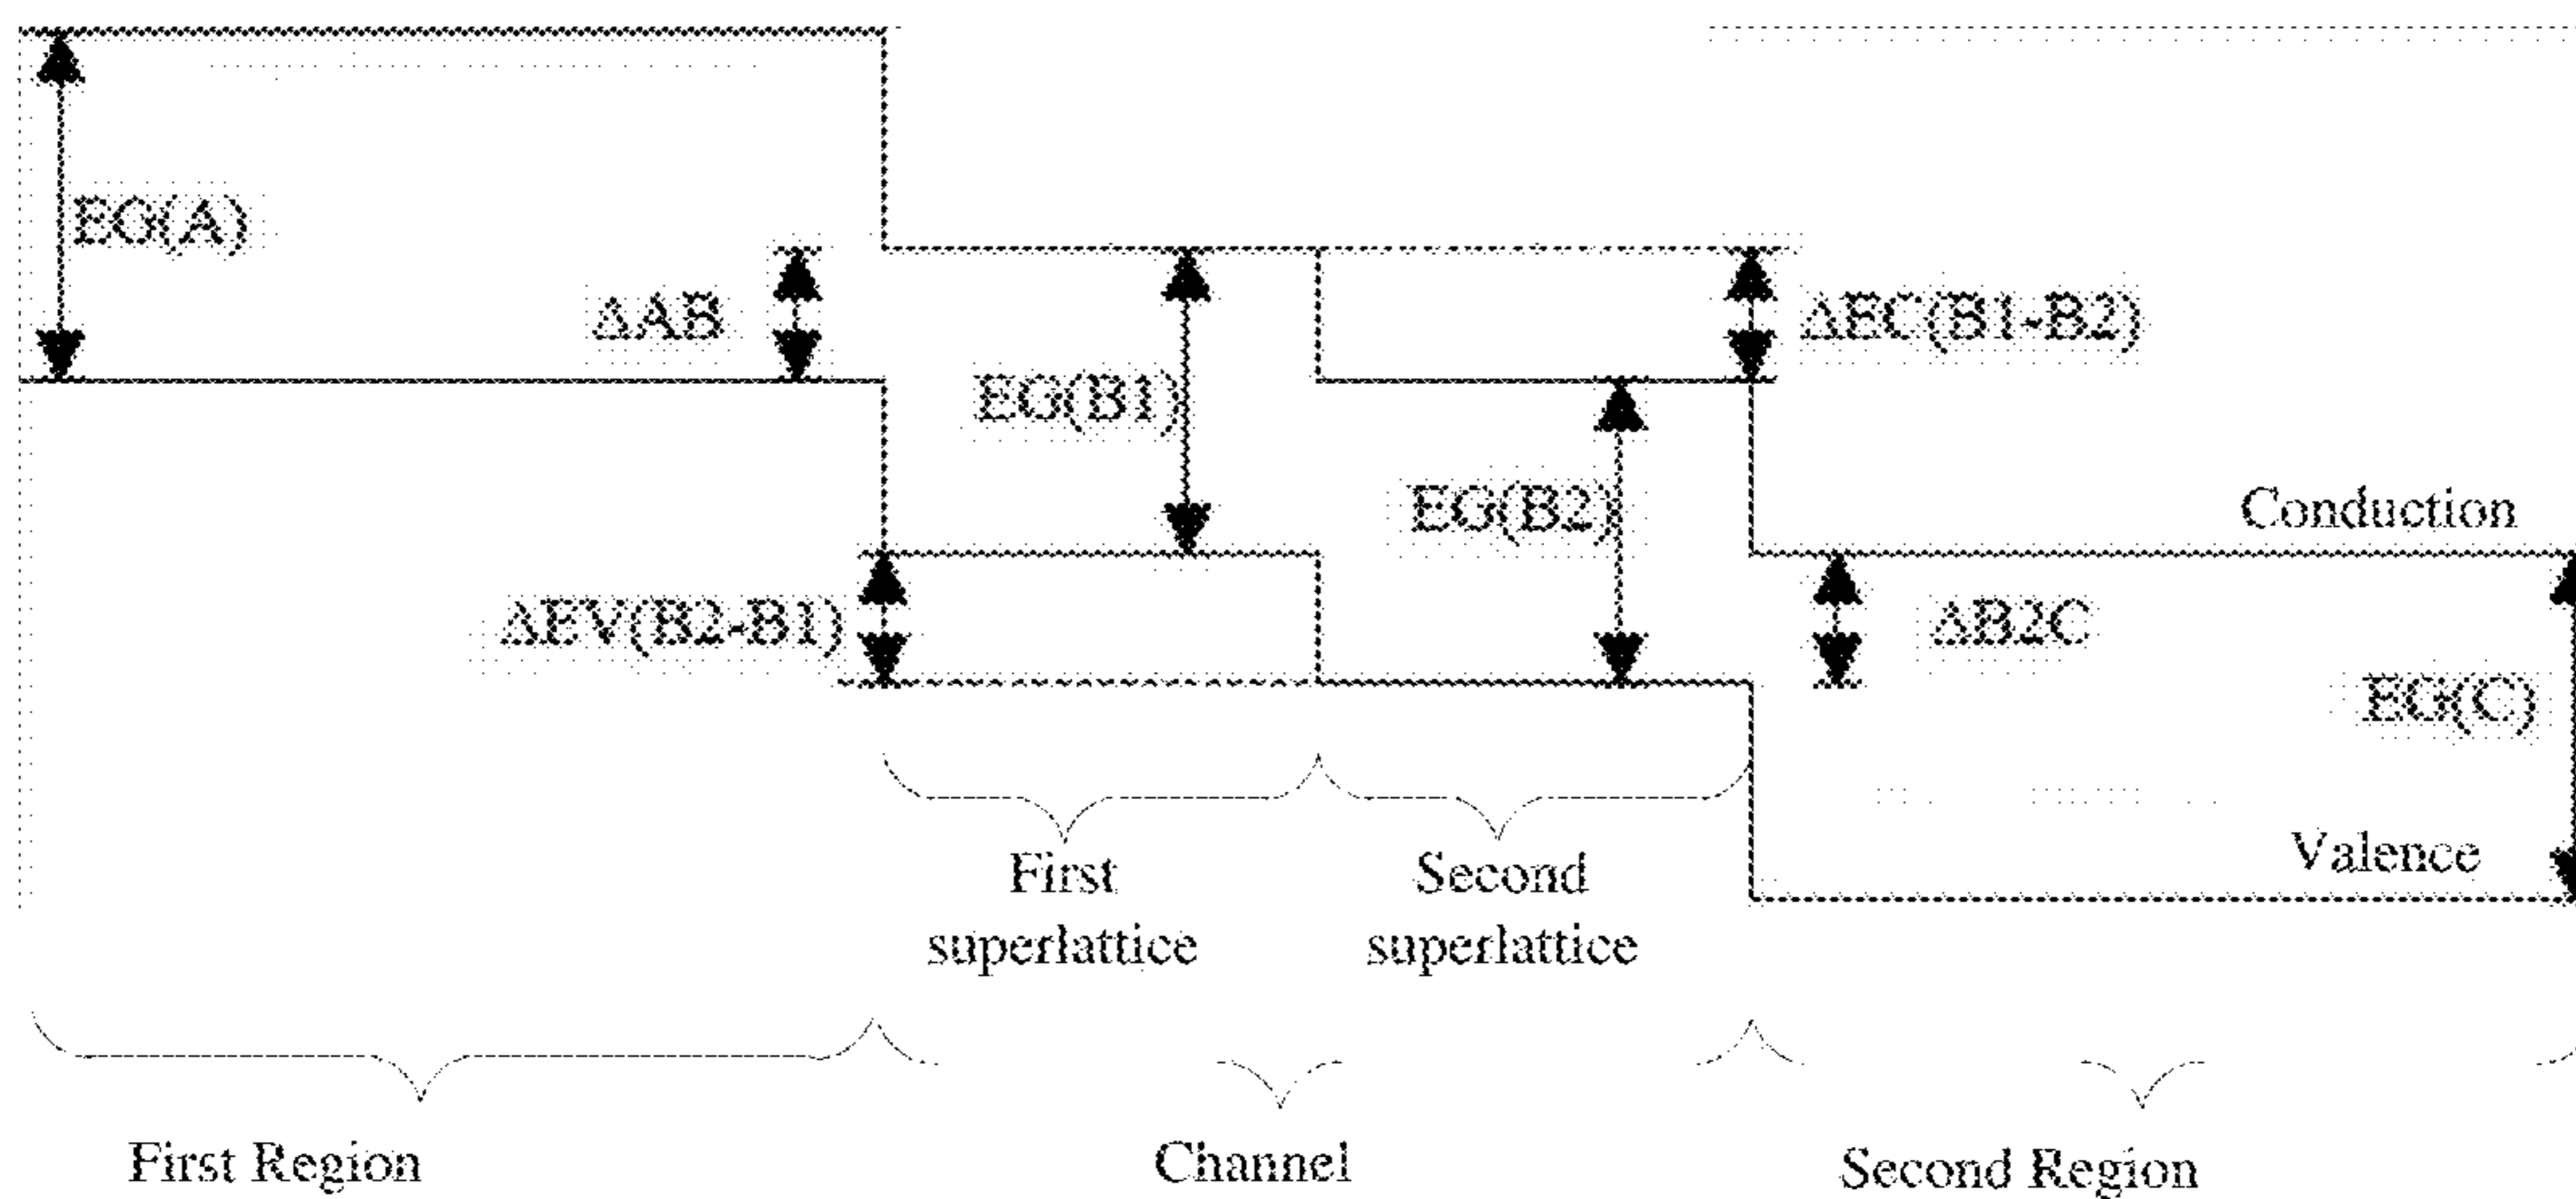 EG(A)
ΔAB
EG(B1)
ΔEC(B1-B2)
EG(B2)
Conduction
ΔEV(B2-B1)
ΔB2C
EG(C)
Valence
First
superlattice
Second
superlattice
First Region
Channel
Second Region